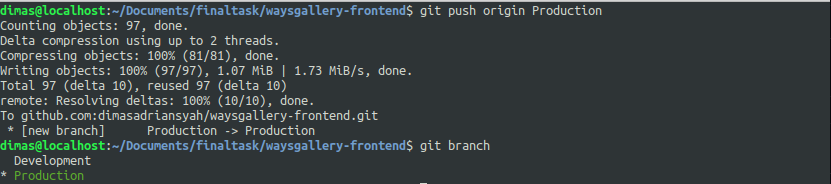 dimas@localhost:~/Documents/finaltask/waysgallery-frontend$ git push origin Production
Counting objects: 97, done.
Delta compression using up to 2 threads.
Compressing objects: 100% (81/81), done.
Writing objects: 100% (97/97), 1.07 MiB | 1.73 MiB/s, done.
Total 97 (delta 10), reused 97 (delta 10)
remote: Resolving deltas: 100% (10/10), done.
To github.com:dimasadriansyah/waysgallery-frontend.git
 * [new branch]      Production -> Production
dimas@localhost:~/Documents/finaltask/waysgallery-frontend$ git branch
  Development
* Production